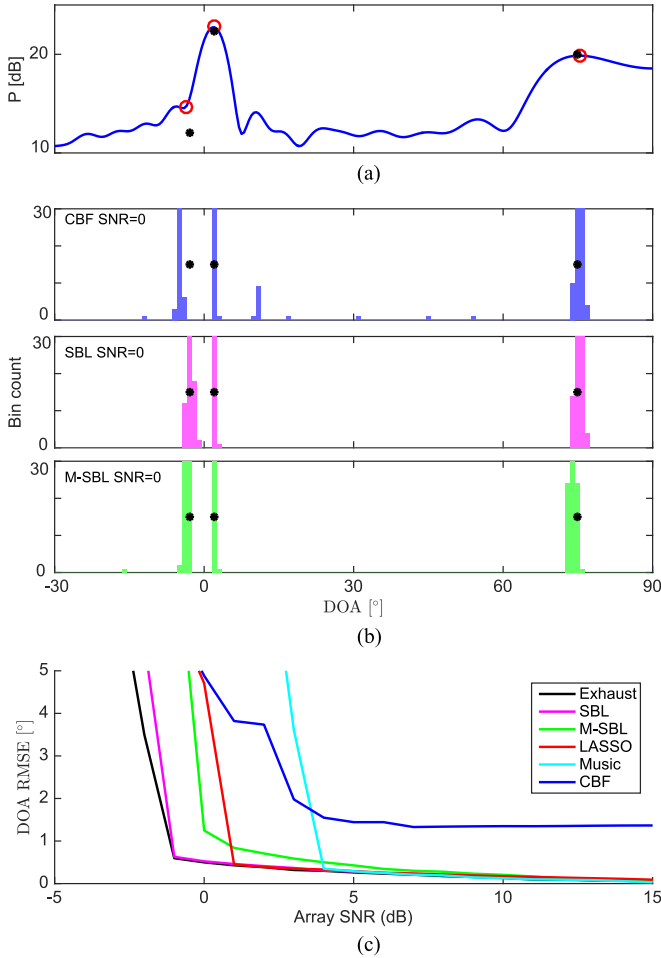 20
P [dB]
10
(a)
30
CBF SNR=0
0
30
SBL SNR=0
Bin count
0
30
M-SBL SNR=0
0
-30
0
30
60
90
DOA [°]
(b)
5
4
3
2
1
0
DOA RMSE [°]
Exhaust
SBL
M-SBL
LASSO
Music
CBF
-5
0
5
10
15
Array SNR (dB)
(c)